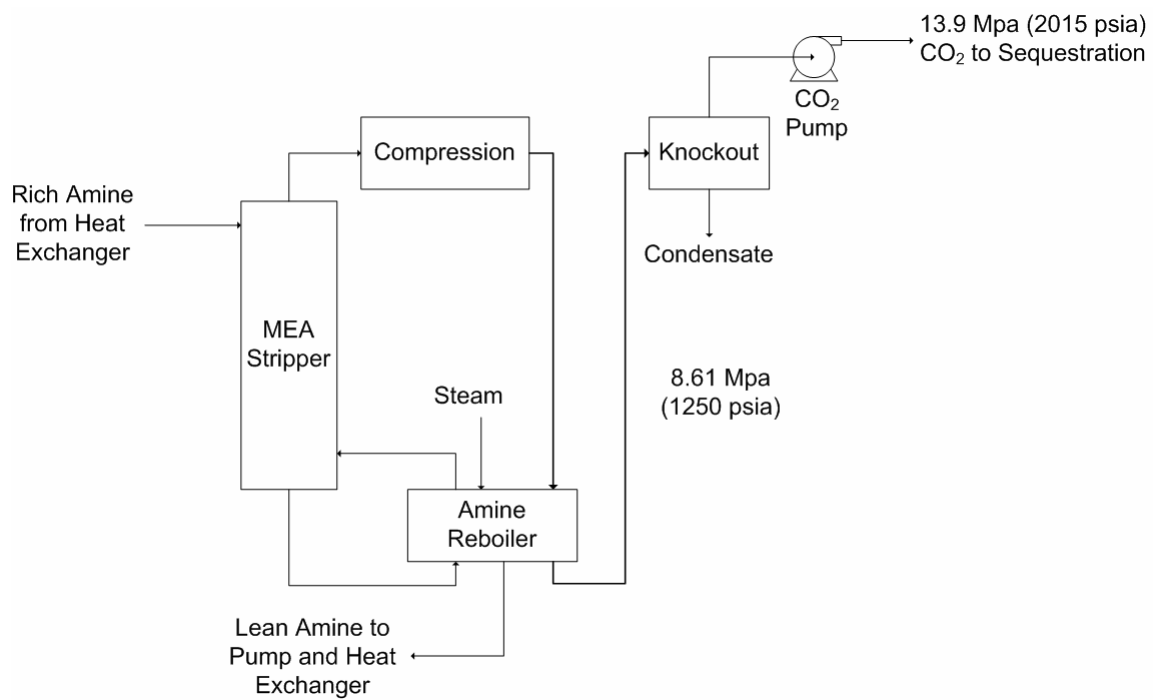 13.9 Mpa (2015 psia)
CO₂ to Sequestration
CO₂
Pump
Compression
Knockout
Rich Amine
from Heat
Exchanger
Condensate
MEA
Stripper
8.61 Mpa
(1250 psia)
Steam
Amine
Reboiler
Lean Amine to
Pump and Heat
Exchanger